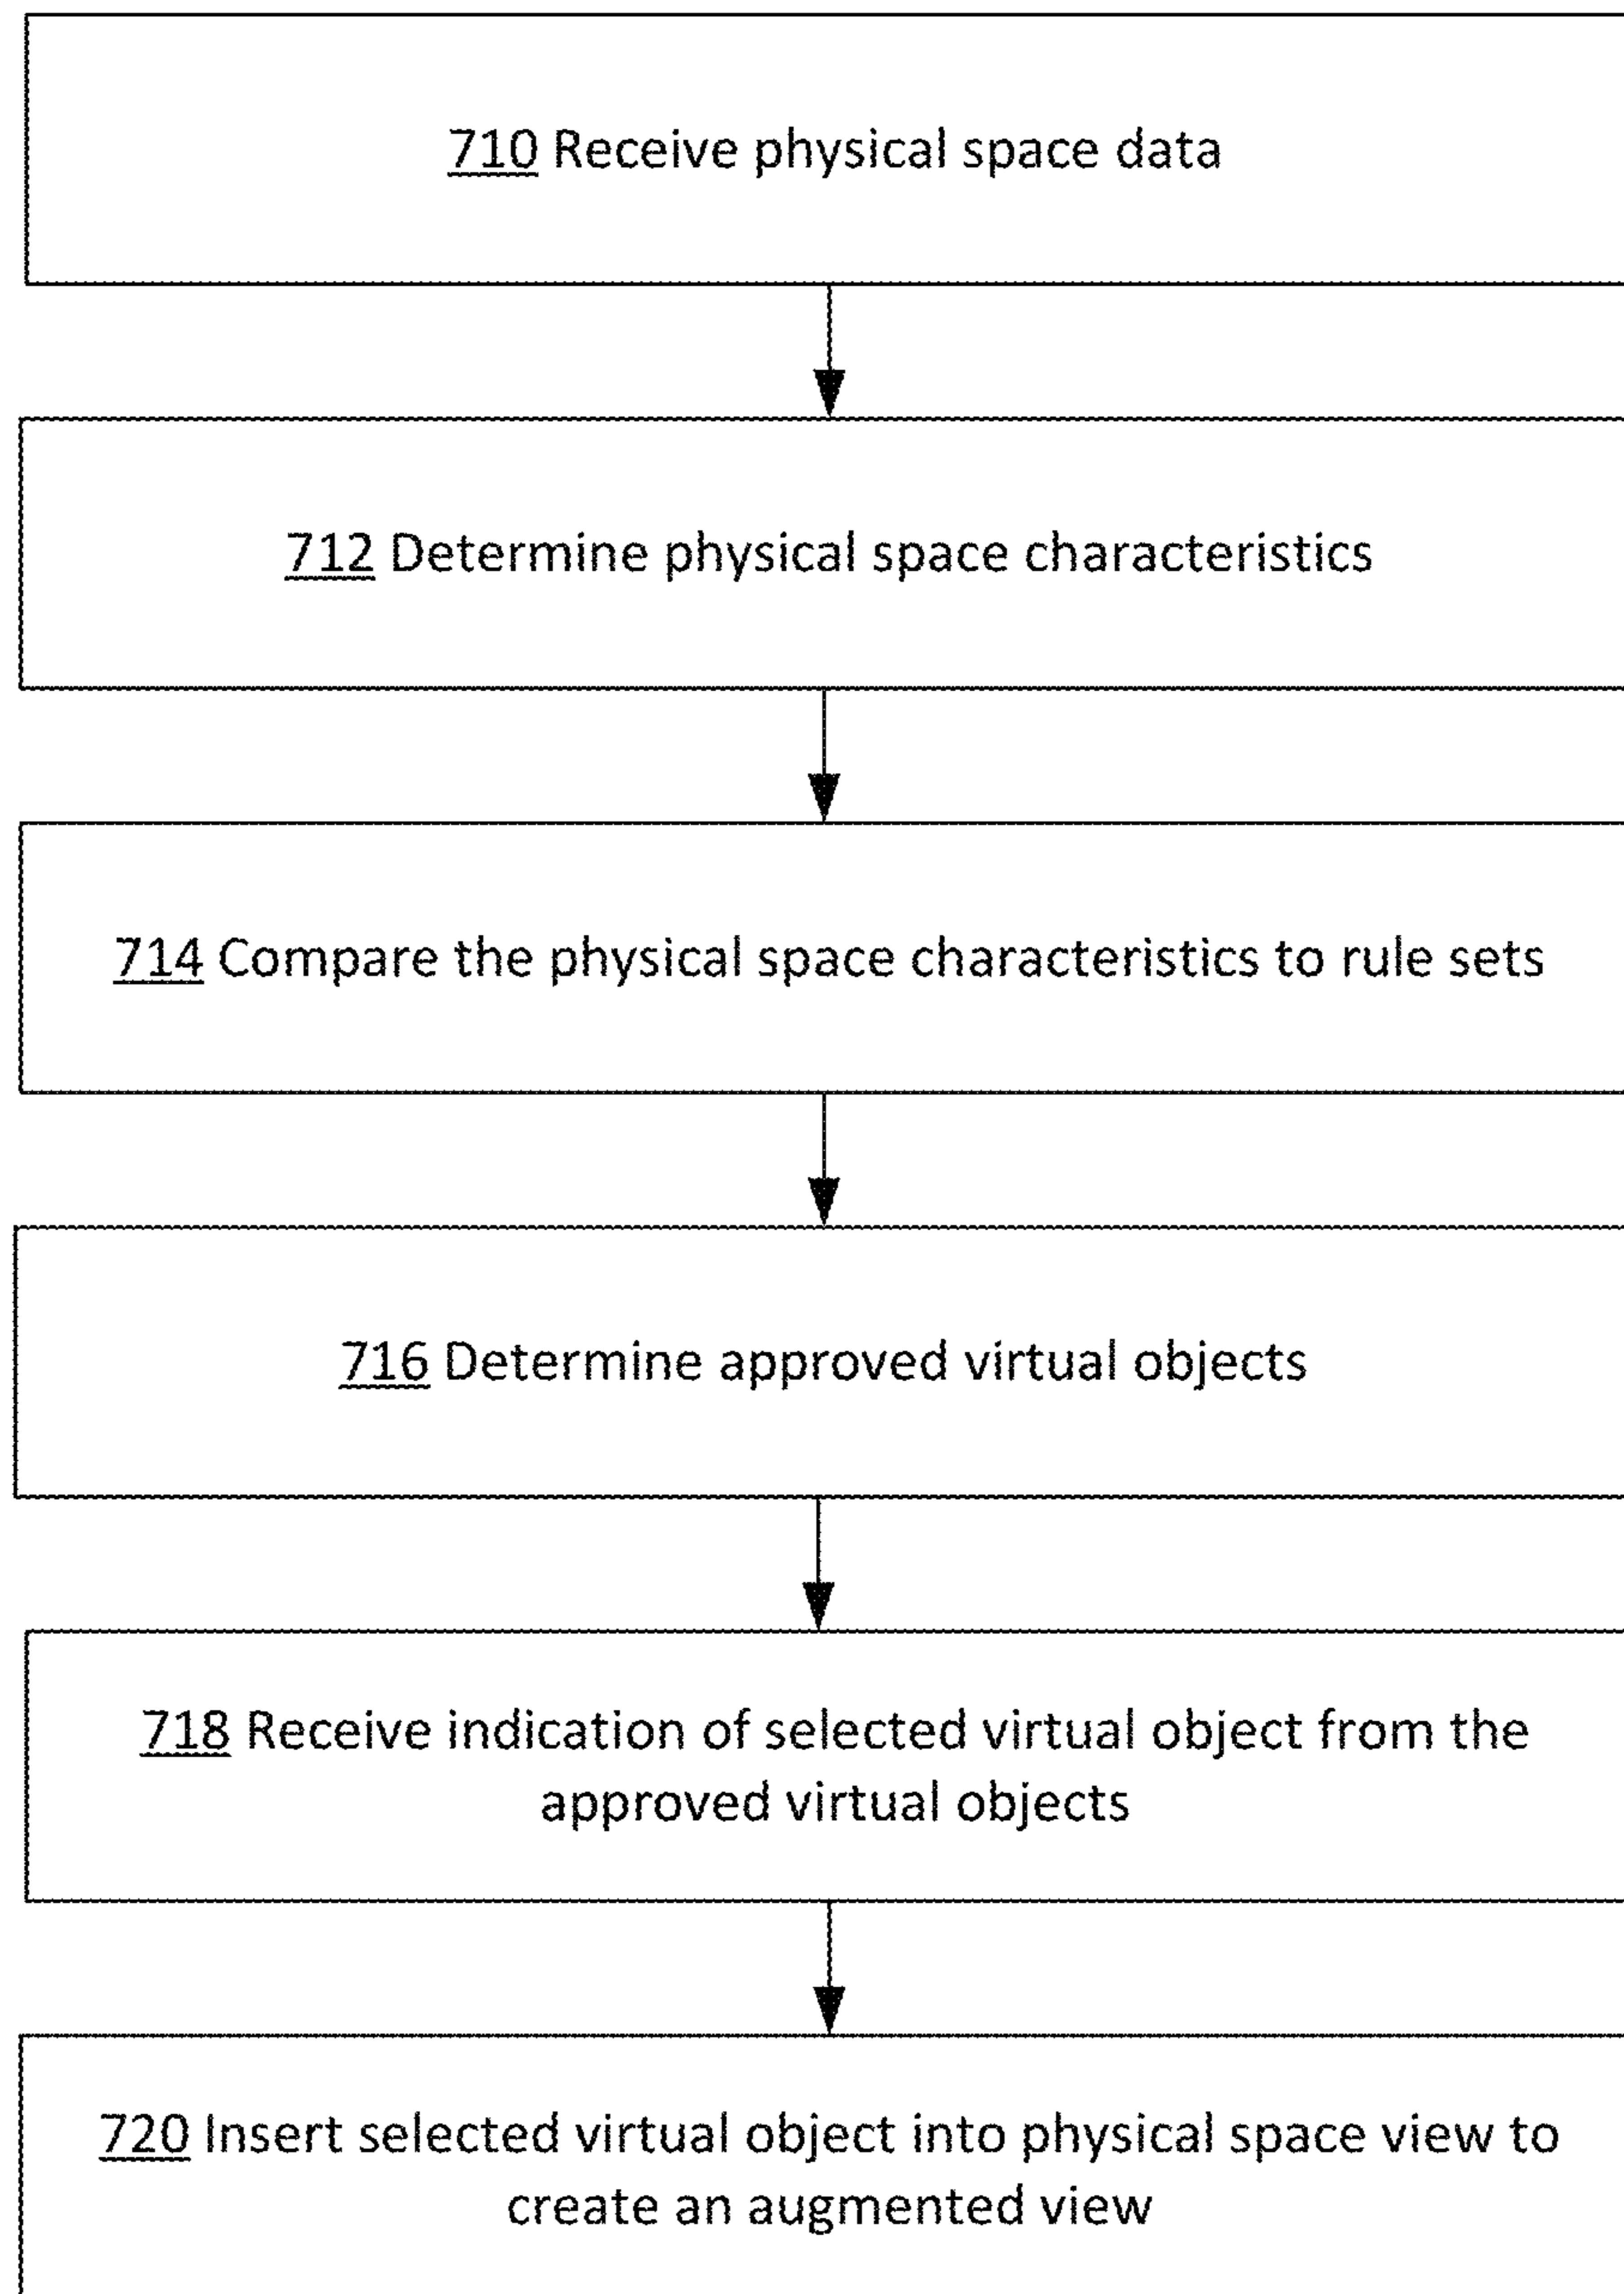 710 Receive physical space data
712 Determine physical space characteristics
714 Compare the physical space characteristics to rule sets
716 Determine approved virtual objects
718 Receive indication of selected virtual object from the
approved virtual objects
720 Insert selected virtual object into physical space view to
create an augmented view